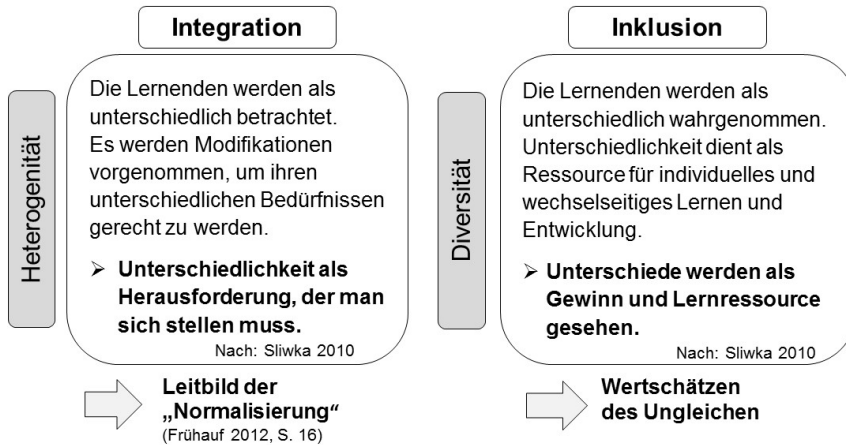 Integration
Heterogenität
Die Lernenden werden als
unterschiedlich betrachtet.
Es werden Modifikationen
vorgenommen, um ihren
unterschiedlichen Bedürfnissen
gerecht zu werden.
➢ Unterschiedlichkeit als
Herausforderung, der man
sich stellen muss.
Nach: Sliwka 2010
Leitbild der
„Normalisierung“
(Frühauf 2012, S. 16)
Inklusion
Diversität
Die Lernenden werden als
unterschiedlich wahrgenommen.
Unterschiedlichkeit dient als
Ressource für individuelles und
wechselseitiges Lernen und
Entwicklung.
➢ Unterschiede werden als
Gewinn und Lernressource
gesehen.
Nach: Sliwka 2010
Wertschätzen
des Ungleichen